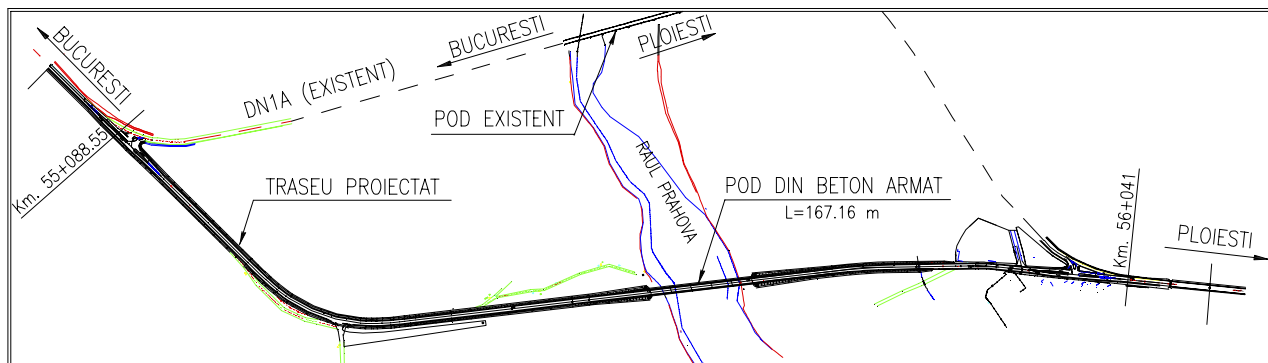 BUCURESTI
DN1A (EXISTENT)
BUCURESTI
PLOIESTI
POD EXISTENT
Km. 55+088.55
TRASEU PROIECTAT
RAUL PRAHOVA
POD DIN BETON ARMAT
L=167.16 m
Km. 56+041
PLOIESTI